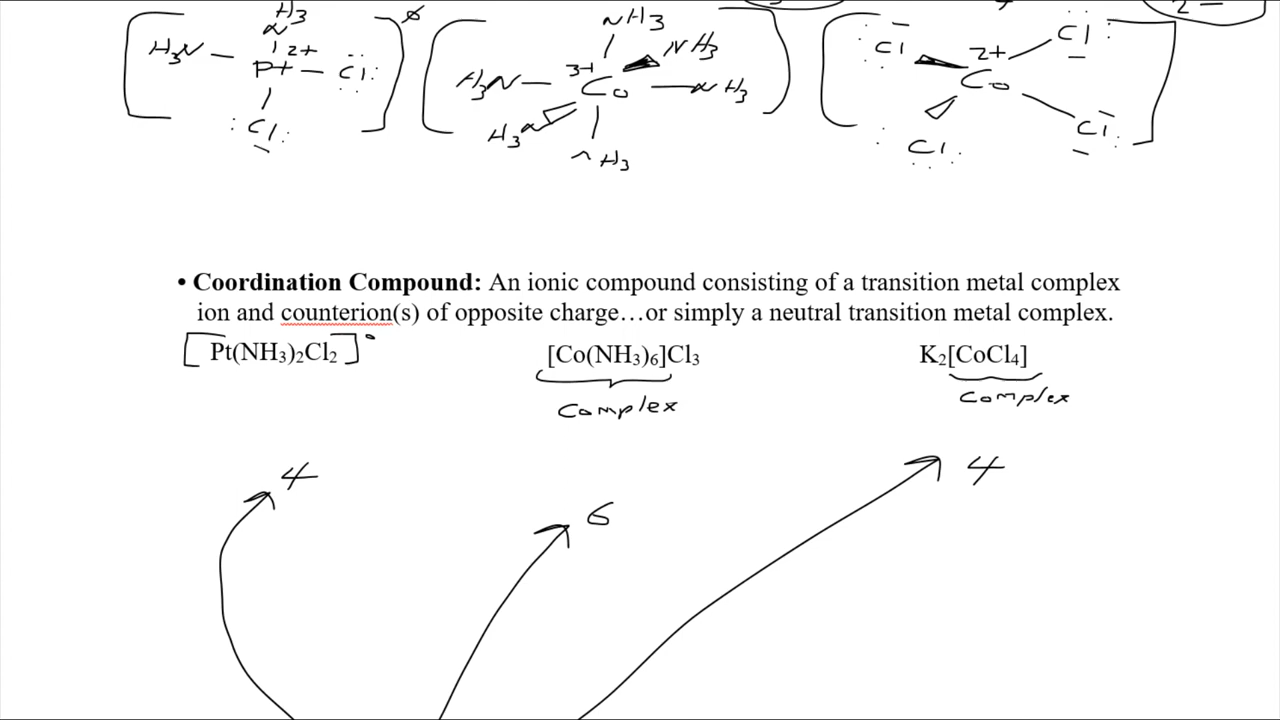 H3
N
H3N — Pt 2+ — Cl:
:Cl:
∅
NH3
NH3
H3N — Co 3+ — NH3
H3N
NH3
Cl
2+
Co
Cl
Cl
Cl
2-
• Coordination Compound: An ionic compound consisting of a transition metal complex
ion and counterion(s) of opposite charge…or simply a neutral transition metal complex.
[Pt(NH3)2Cl2]°
[Co(NH3)6]Cl3
K2[CoCl4]
Complex
Complex
4
6
4